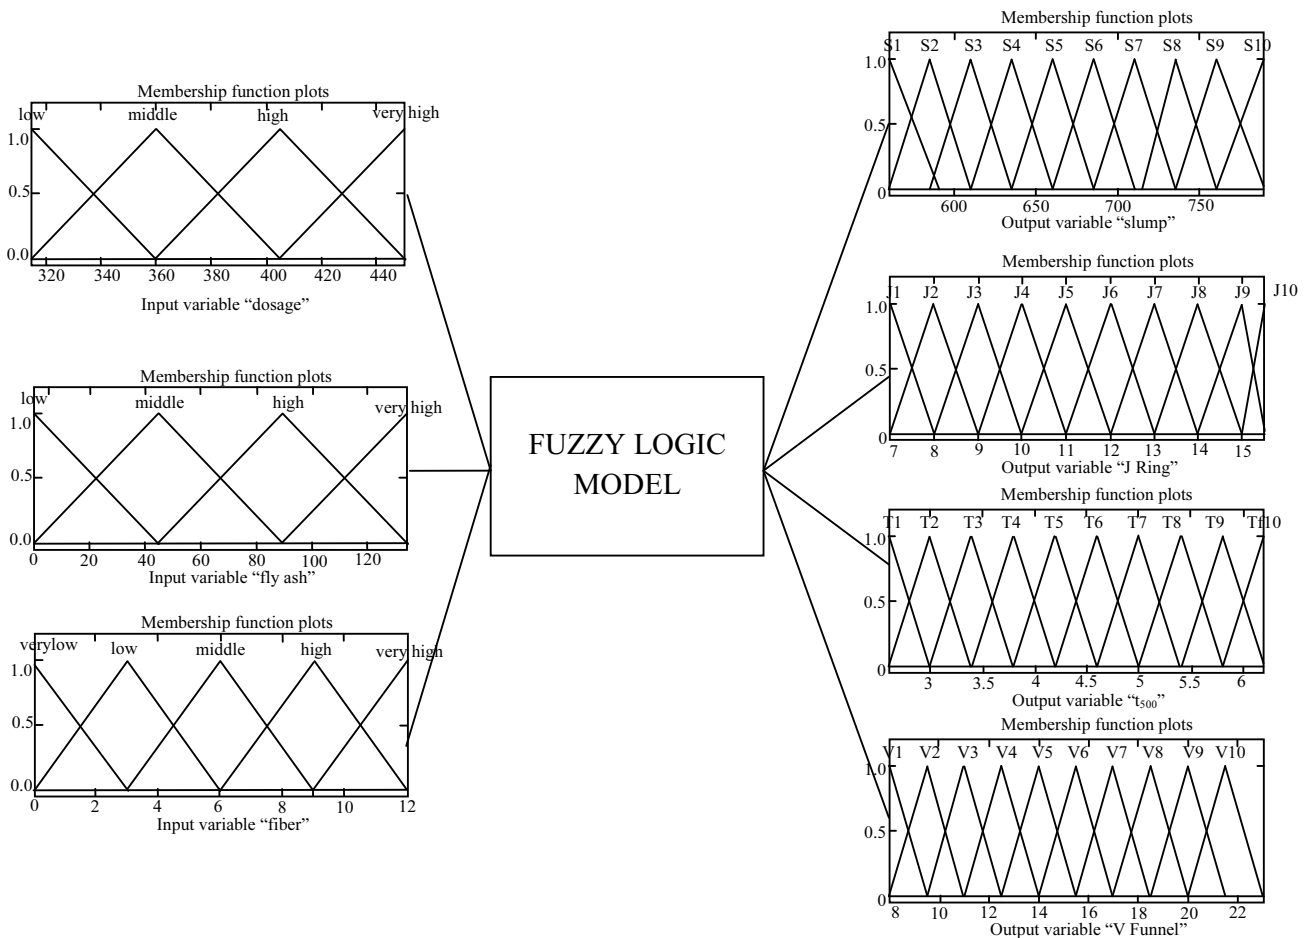 Membership function plots
low middle high very high
1.0
0.5
0.0
320 340 360 380 400 420 440
Input variable “dosage”
Membership function plots
low middle high very high
1.0
0.5
0.0
0 20 40 60 80 100 120
Input variable “fly ash”
Membership function plots
verylow low middle high very high
1.0
0.5
0.0
0 2 4 6 8 10 12
Input variable “fiber”
FUZZY LOGIC
MODEL
Membership function plots
S1 S2 S3 S4 S5 S6 S7 S8 S9 S10
1.0
0.5
0
600 650 700 750
Output variable “slump”
Membership function plots
J1 J2 J3 J4 J5 J6 J7 J8 J9 J10
1.0
0.5
0
7 8 9 10 11 12 13 14 15
Output variable “J Ring”
Membership function plots
T1 T2 T3 T4 T5 T6 T7 T8 T9 Tf10
1.0
0.5
0
3 3.5 4 4.5 5 5.5 6
Output variable “t500”
Membership function plots
V1 V2 V3 V4 V5 V6 V7 V8 V9 V10
1.0
0.5
0
8 10 12 14 16 18 20 22
Output variable “V Funnel”